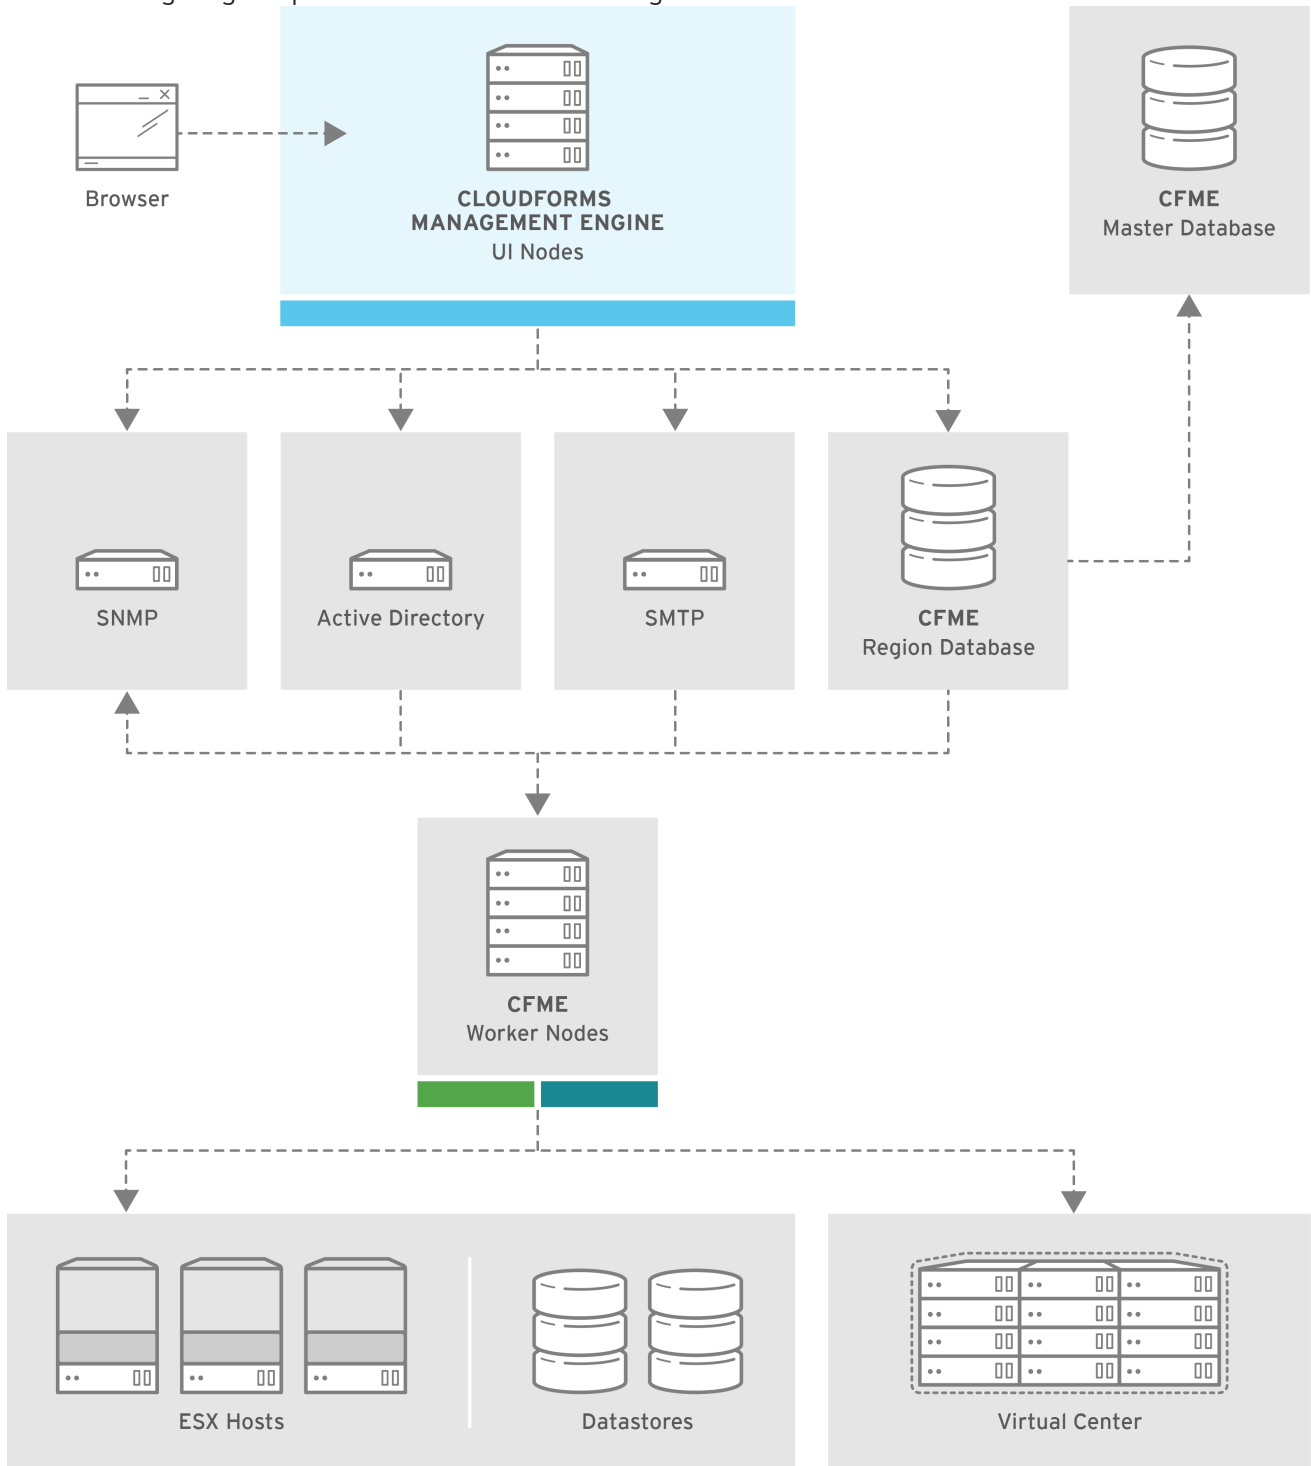 Browser
CLOUDFORMS
MANAGEMENT ENGINE
UI Nodes
CFME
Master Database
SNMP
Active Directory
SMTP
CFME
Region Database
CFME
Worker Nodes
ESX Hosts
Datastores
Virtual Center